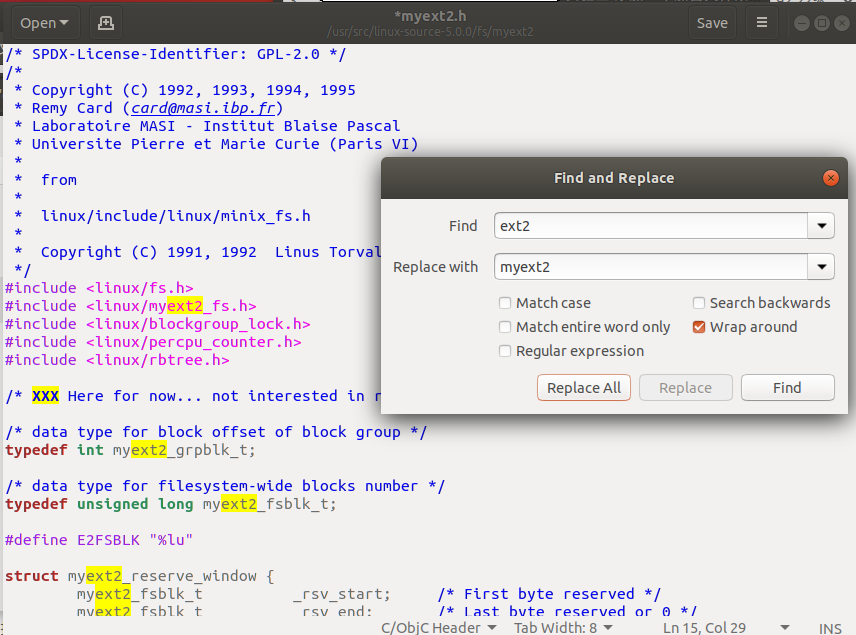 Open
*myext2.h
/usr/src/linux-source-5.0.0/fs/myext2
Save
/* SPDX-License-Identifier: GPL-2.0 */
/*
 * Copyright (C) 1992, 1993, 1994, 1995
 * Remy Card (card@masi.ibp.fr)
 * Laboratoire MASI - Institut Blaise Pascal
 * Universite Pierre et Marie Curie (Paris VI)
 *
 *  from
 *
 *  linux/include/linux/minix_fs.h
 *
 *  Copyright (C) 1991, 1992  Linus Torval
 */
#include <linux/fs.h>
#include <linux/myext2_fs.h>
#include <linux/blockgroup_lock.h>
#include <linux/percpu_counter.h>
#include <linux/rbtree.h>
/* XXX Here for now... not interested in
/* data type for block offset of block group */
typedef int myext2_grpblk_t;
/* data type for filesystem-wide blocks number */
typedef unsigned long myext2_fsblk_t;
#define E2FSBLK "%lu"
struct myext2_reserve_window {
myext2_fsblk_t _rsv_start; /* First byte reserved */
myext2_fsblk_t _rsv_end; /* Last byte reserved or 0 */
Find and Replace
Find
ext2
Replace with
myext2
Match case
Search backwards
Match entire word only
Wrap around
Regular expression
Replace All
Replace
Find
C/ObjC Header
Tab Width: 8
Ln 15, Col 29
INS